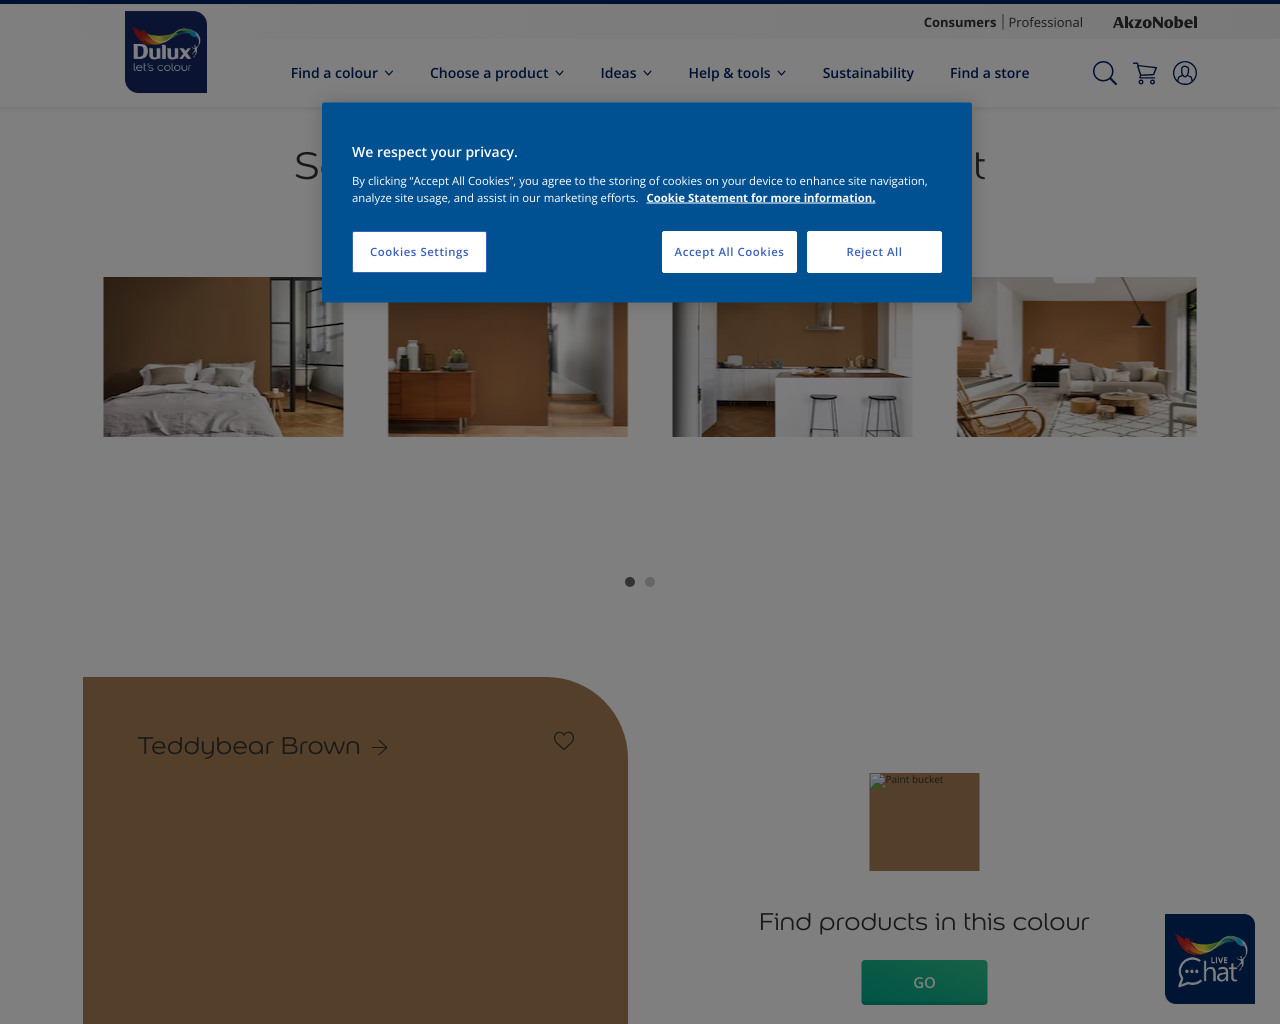 Consumers | Professional
AkzoNobel
Dulux
let's colour
Find a colour
Choose a product
Ideas
Help & tools
Sustainability
Find a store
We respect your privacy.
By clicking “Accept All Cookies”, you agree to the storing of cookies on your device to enhance site navigation,
analyze site usage, and assist in our marketing efforts. Cookie Statement for more information.
Cookies Settings
Accept All Cookies
Reject All
Teddybear Brown
Paint bucket
Find products in this colour
GO
LIVE
Chat